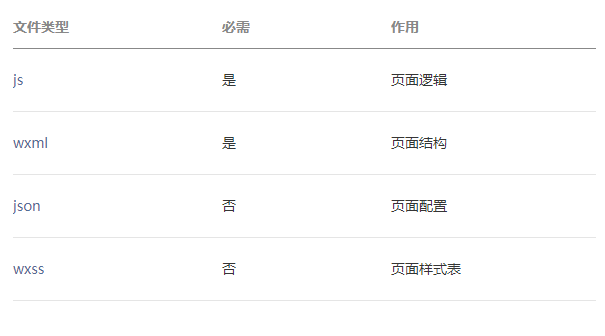 文件类型 必需 作用
js 是 页面逻辑
wxml 是 页面结构
json 否 页面配置
wxss 否 页面样式表